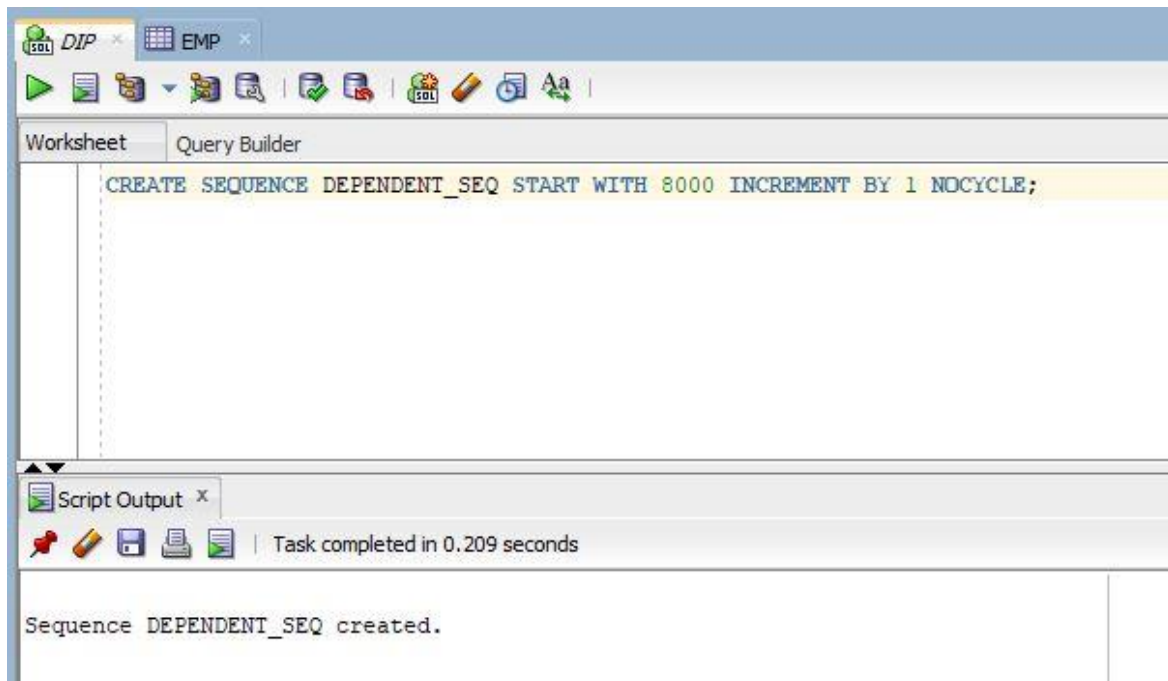 DIP EMP
Worksheet Query Builder
CREATE SEQUENCE DEPENDENT_SEQ START WITH 8000 INCREMENT BY 1 NOCYCLE;
Script Output x
Task completed in 0.209 seconds
Sequence DEPENDENT_SEQ created.